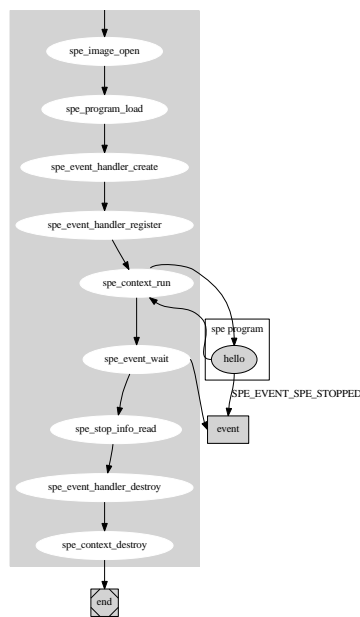 spe_image_open
spe_program_load
spe_event_handler_create
spe_event_handler_register
spe_context_run
spe program
hello
spe_event_wait
SPE_EVENT_SPE_STOPPED
spe_stop_info_read
event
spe_event_handler_destroy
spe_context_destroy
end